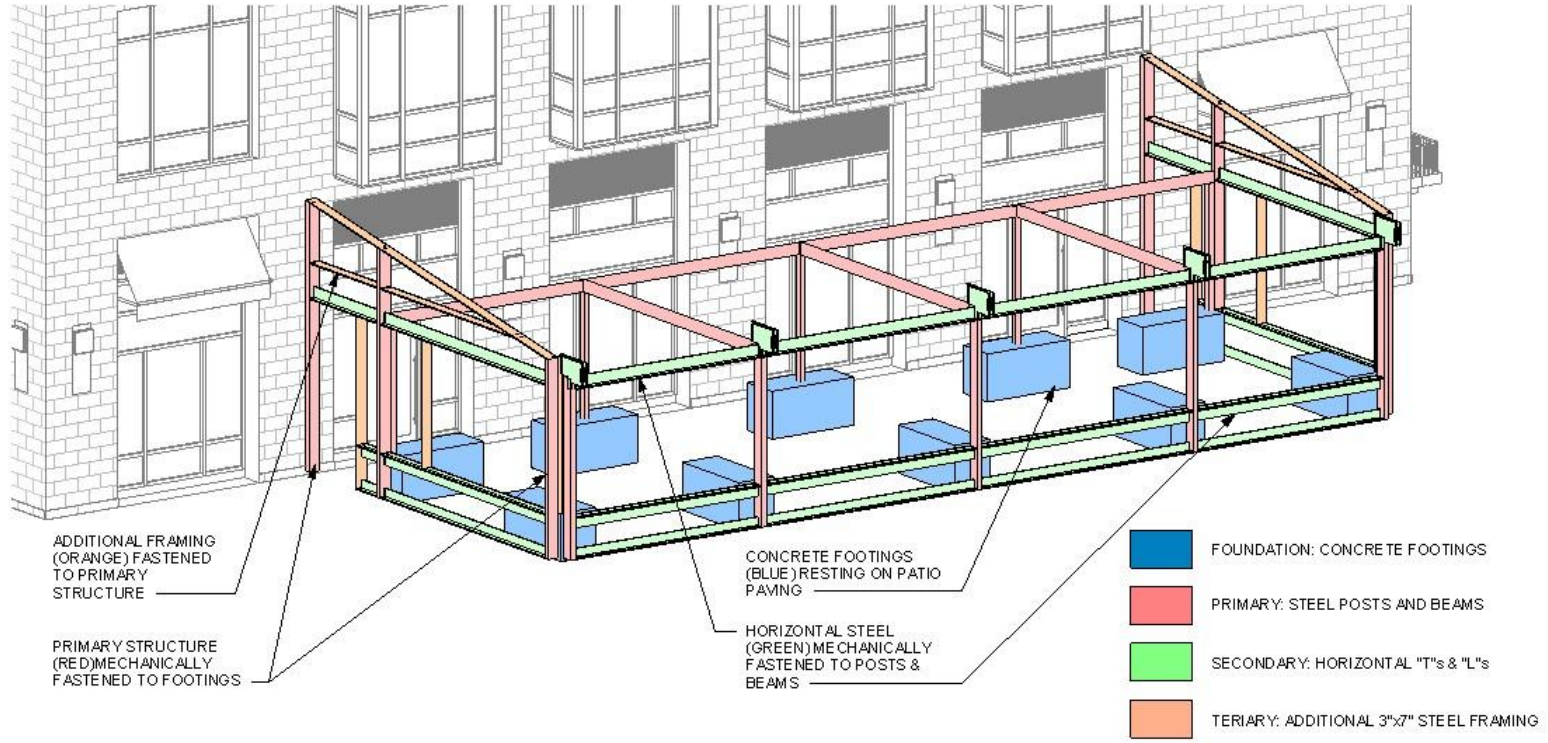 ADDITIONAL FRAMING
(ORANGE) FASTENED
TO PRIMARY
STRUCTURE
PRIMARY STRUCTURE
(RED)MECHANICALLY
FASTENED TO FOOTINGS
CONCRETE FOOTINGS
(BLUE) RESTING ON PATIO
PAVING
HORIZONTAL STEEL
(GREEN) MECHANICALLY
FASTENED TO POSTS &
BEAMS
FOUNDATION: CONCRETE FOOTINGS
PRIMARY: STEEL POSTS AND BEAMS
SECONDARY: HORIZONTAL "T"s & "L"s
TERIARY: ADDITIONAL 3"x7" STEEL FRAMING